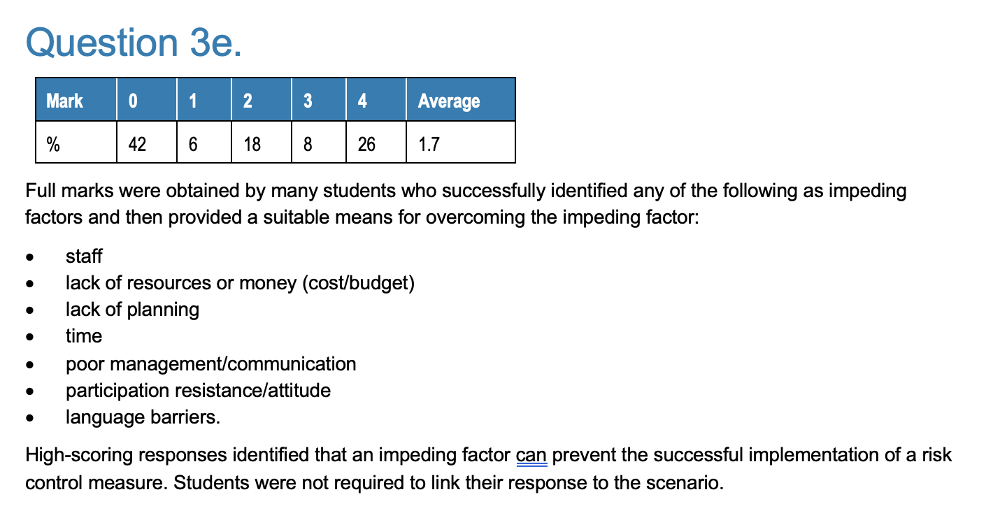 Question 3e.
Mark 0 1 2 3 4 Average
% 42 6 18 8 26 1.7
Full marks were obtained by many students who successfully identified any of the following as impeding
factors and then provided a suitable means for overcoming the impeding factor:
• staff
• lack of resources or money (cost/budget)
• lack of planning
• time
• poor management/communication
• participation resistance/attitude
• language barriers.
High-scoring responses identified that an impeding factor can prevent the successful implementation of a risk
control measure. Students were not required to link their response to the scenario.